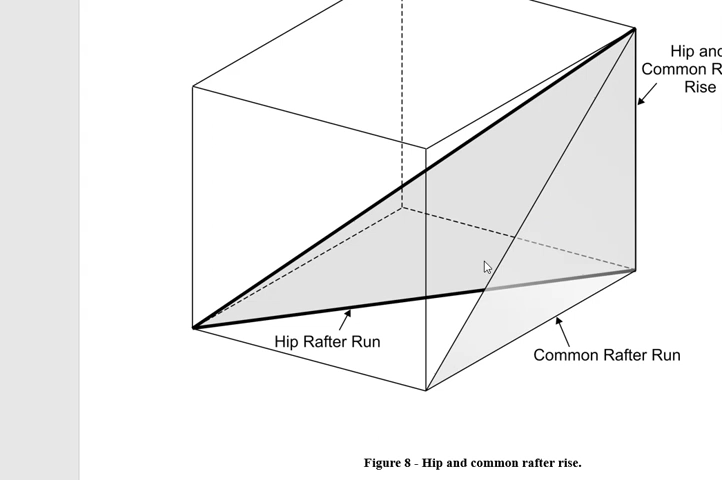 Hip and
Common R
Rise
Hip Rafter Run
Common Rafter Run
Figure 8 - Hip and common rafter rise.